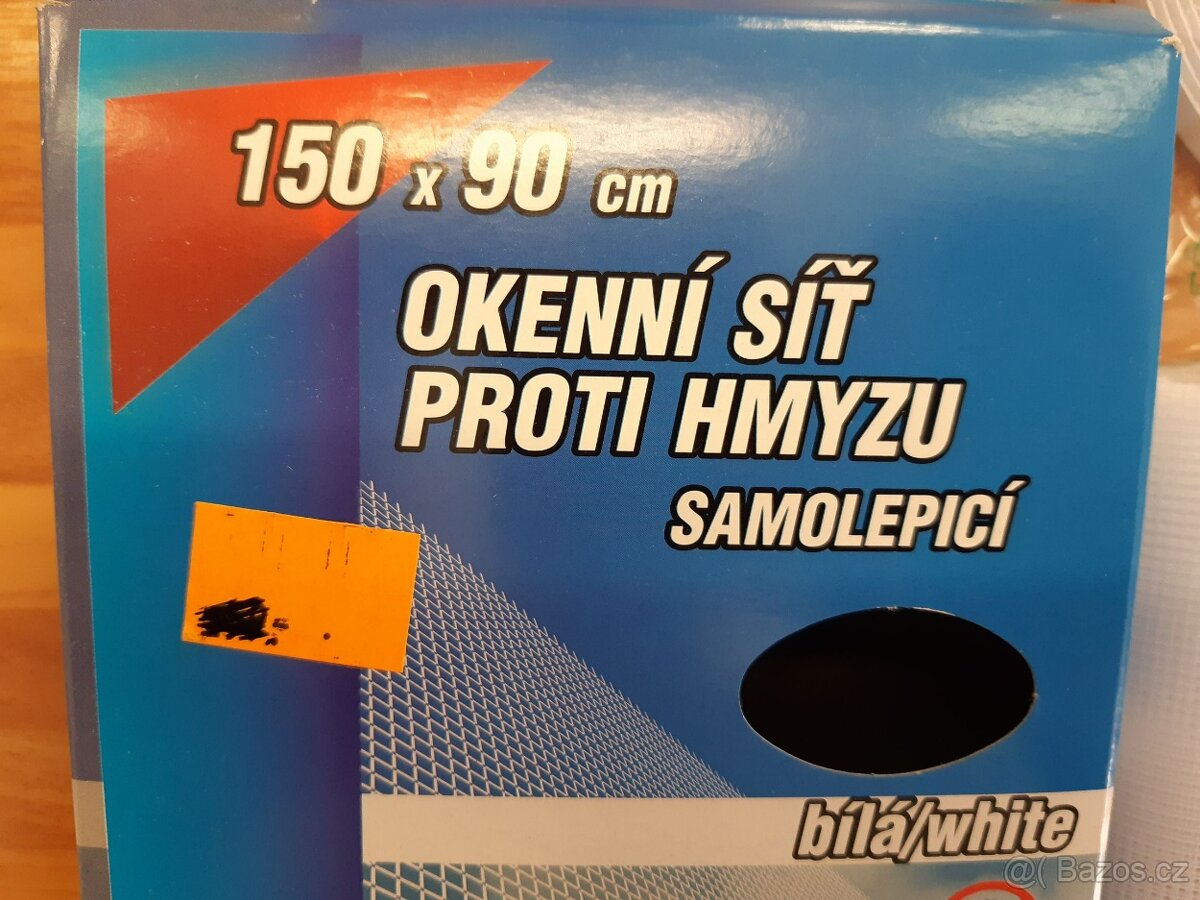 150 x 90 cm
OKENNÍ SÍŤ
PROTI HMYZU
SAMOLEPICÍ
bílá/white
@( Bazos.cz